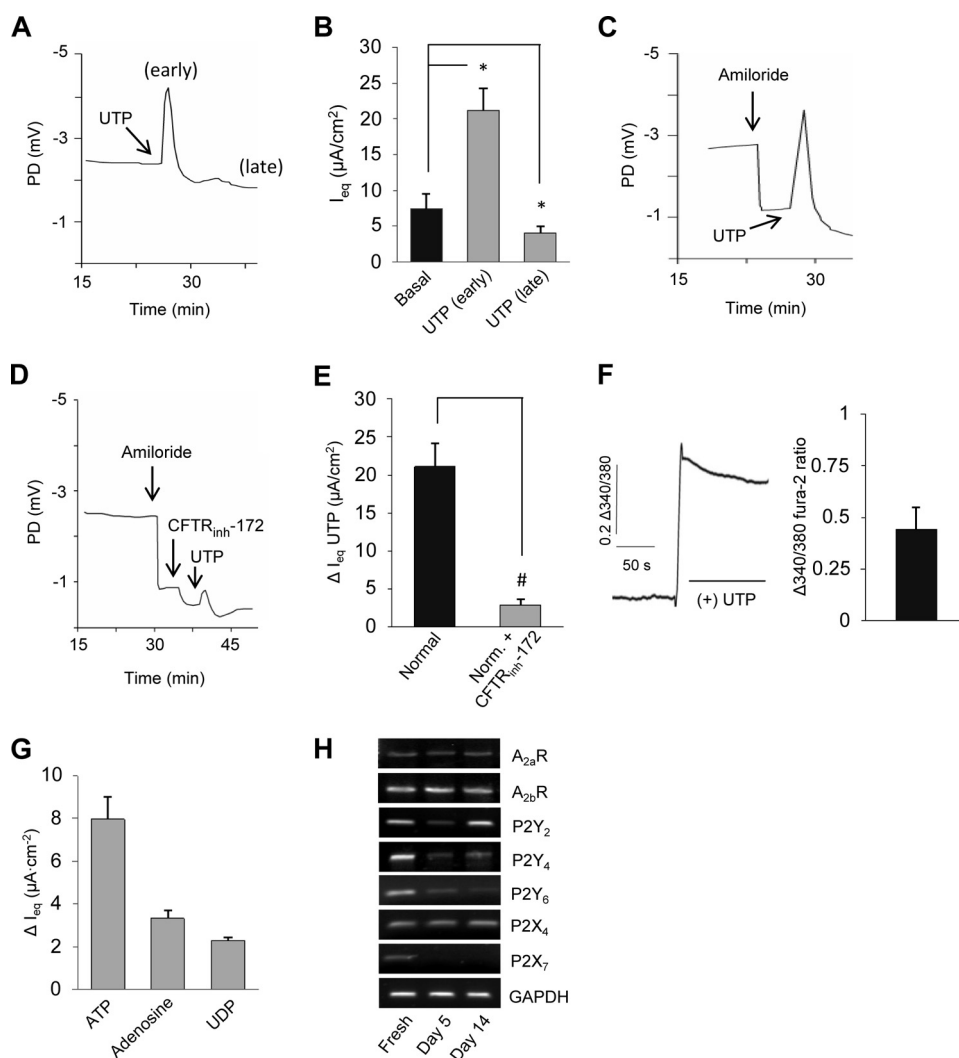 A
-5
-3
-1
PD (mV)
(early)
UTP
(late)
15
30
Time (min)
B
30
25
20
15
10
5
0
Ieq (µA/cm2)
*
*
Basal
UTP (early)
UTP (late)
C
-5
-3
-1
PD (mV)
Amiloride
UTP
15
30
Time (min)
D
-5
-3
-1
PD (mV)
Amiloride
CFTRinh-172
UTP
15
30
45
Time (min)
E
30
25
20
15
10
5
0
Δ Ieq UTP (µA/cm²)
#
Normal
Norm. +
CFTRinh-172
F
0.2 Δ340/380
50 s
(+) UTP
1
0.75
0.5
0.25
0
Δ340/380 fura-2 ratio
G
10
8
6
4
2
0
Δ Ieq (µA·cm⁻²)
ATP
Adenosine
UDP
H
A2aR
A2bR
P2Y2
P2Y4
P2Y6
P2X4
P2X7
GAPDH
Fresh
Day 5
Day 14